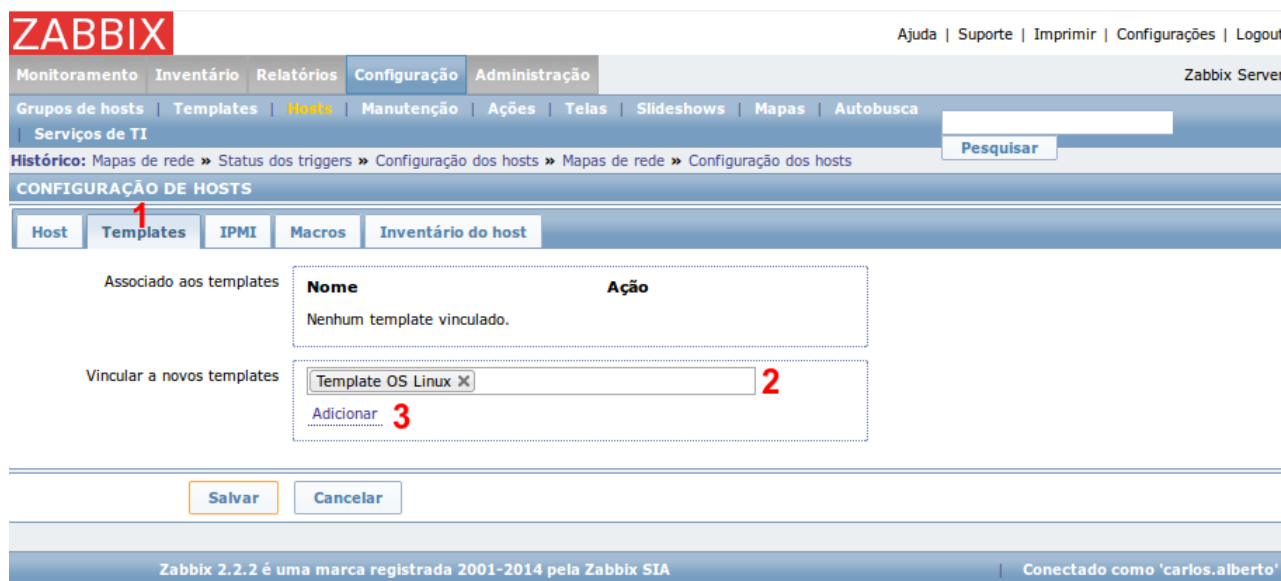 ZABBIX
Ajuda | Suporte | Imprimir | Configurações | Logout
Monitoramento Inventário Relatórios Configuração Administração
Zabbix Server
Grupos de hosts | Templates | Hosts | Manutenção | Ações | Telas | Slideshows | Mapas | Autobusca
| Serviços de TI
Pesquisar
Histórico: Mapas de rede » Status dos triggers » Configuração dos hosts » Mapas de rede » Configuração dos hosts
CONFIGURAÇÃO DE HOSTS
1
Host Templates IPMI Macros Inventário do host
Associado aos templates
Nome Ação
Nenhum template vinculado.
Vincular a novos templates
Template OS Linux 2
Adicionar 3
Salvar Cancelar
Zabbix 2.2.2 é uma marca registrada 2001-2014 pela Zabbix SIA | Conectado como 'carlos.alberto'